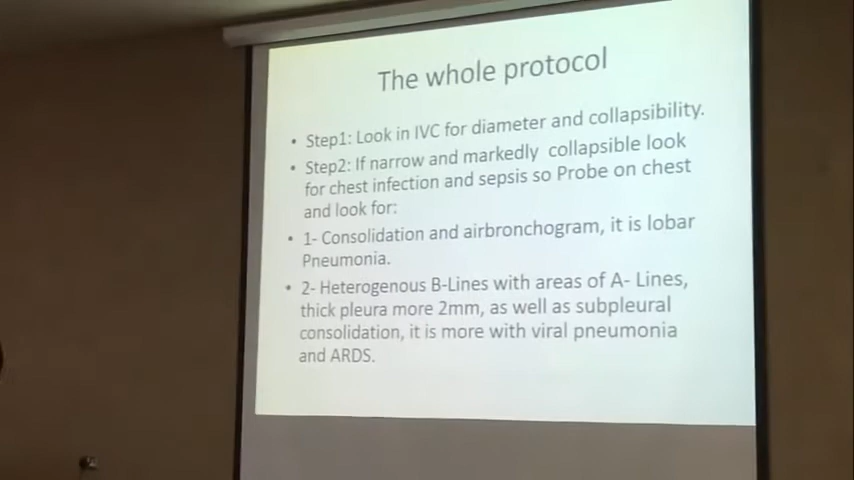 The whole protocol
• Step1: Look in IVC for diameter and collapsibility.
• Step2: If narrow and markedly collapsible look
for chest infection and sepsis so Probe on chest
and look for:
• 1- Consolidation and airbronchogram, it is lobar
Pneumonia.
• 2- Heterogenous B-Lines with areas of A- Lines,
thick pleura more 2mm, as well as subpleural
consolidation, it is more with viral pneumonia
and ARDS.